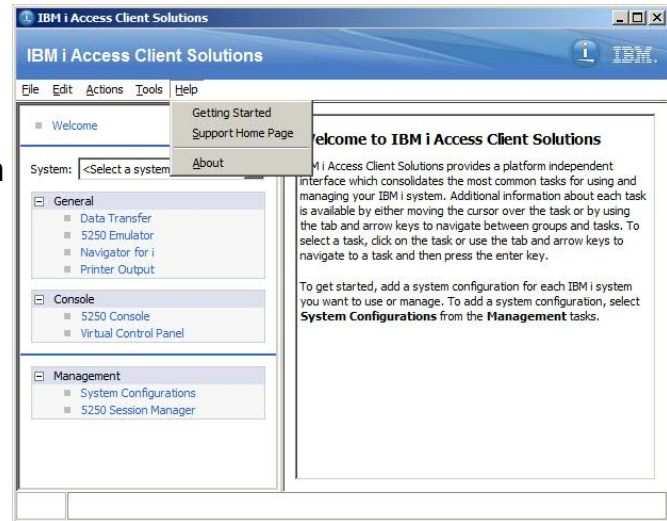 IBM i Access Client Solutions
IBM i Access Client Solutions
IBM.
File Edit Actions Tools Help
Getting Started
Support Home Page
About
Welcome
System: <Select a system
General
Data Transfer
5250 Emulator
Navigator for i
Printer Output
Console
5250 Console
Virtual Control Panel
Management
System Configurations
5250 Session Manager
elcome to IBM i Access Client Solutions
M i Access Client Solutions provides a platform independent
interface which consolidates the most common tasks for using and
managing your IBM i system. Additional information about each task
is available by either moving the cursor over the task or by using
the tab and arrow keys to navigate between groups and tasks. To
select a task, click on the task or use the tab and arrow keys to
navigate to a task and then press the enter key.
To get started, add a system configuration for each IBM i system
you want to use or manage. To add a system configuration, select
System Configurations from the Management tasks.